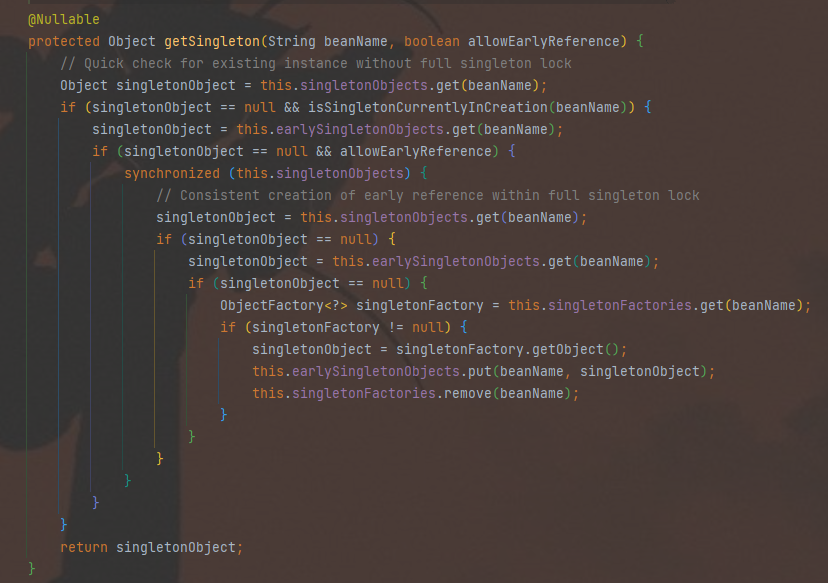 @Nullable
protected Object getSingleton(String beanName, boolean allowEarlyReference) {
// Quick check for existing instance without full singleton lock
Object singletonObject = this.singletonObjects.get(beanName);
if (singletonObject == null && isSingletonCurrentlyInCreation(beanName)) {
singletonObject = this.earlySingletonObjects.get(beanName);
if (singletonObject == null && allowEarlyReference) {
synchronized (this.singletonObjects) {
// Consistent creation of early reference within full singleton lock
singletonObject = this.singletonObjects.get(beanName);
if (singletonObject == null) {
singletonObject = this.earlySingletonObjects.get(beanName);
if (singletonObject == null) {
ObjectFactory<?> singletonFactory = this.singletonFactories.get(beanName);
if (singletonFactory != null) {
singletonObject = singletonFactory.getObject();
this.earlySingletonObjects.put(beanName, singletonObject);
this.singletonFactories.remove(beanName);
}
}
}
}
}
}
return singletonObject;
}